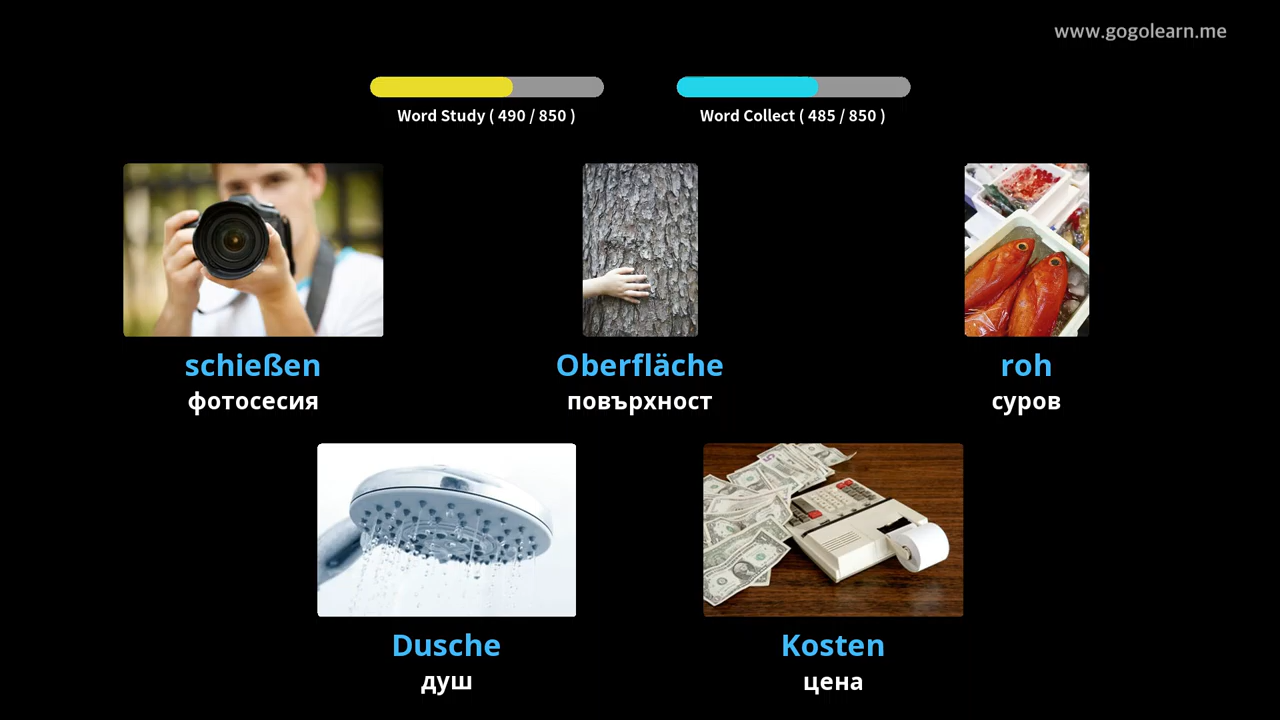 www.gogolearn.me
Word Study ( 490 / 850 )
Word Collect ( 485 / 850 )
schießen
фотосесия
Oberfläche
повърхност
roh
суров
Dusche
душ
Kosten
цена